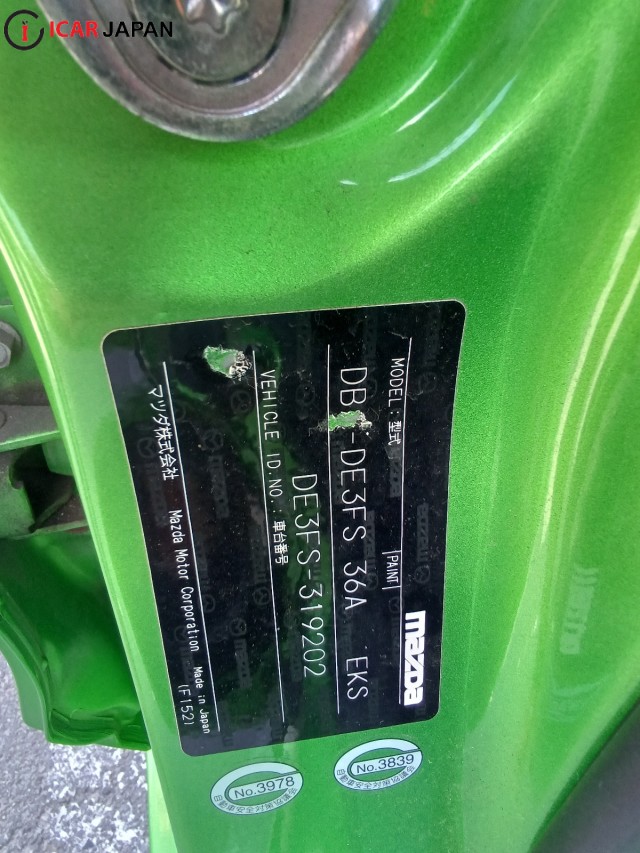 ICAR JAPAN
mazda
MODEL:型式
PAINT
DB -DE3FS 36A EKS
VEHICLE ID.NO.:車台番号
DE3FS-319202
マツダ株式会社 Mazda Motor Corporation Made in Japan
(F152)
No.3978
No.3839